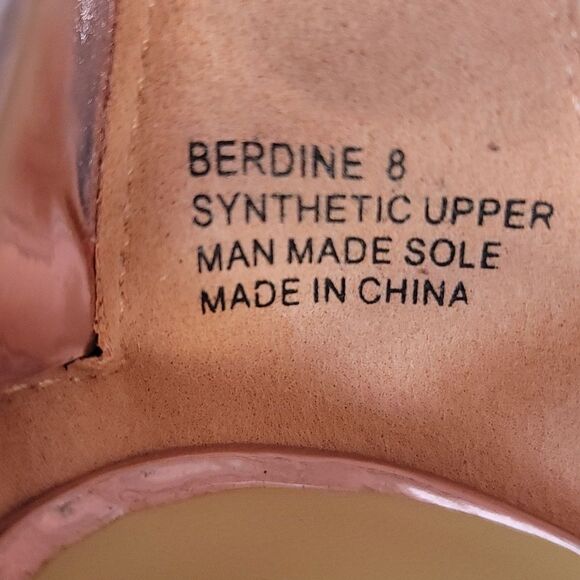 BERDINE 8
SYNTHETIC UPPER
MAN MADE SOLE
MADE IN CHINA